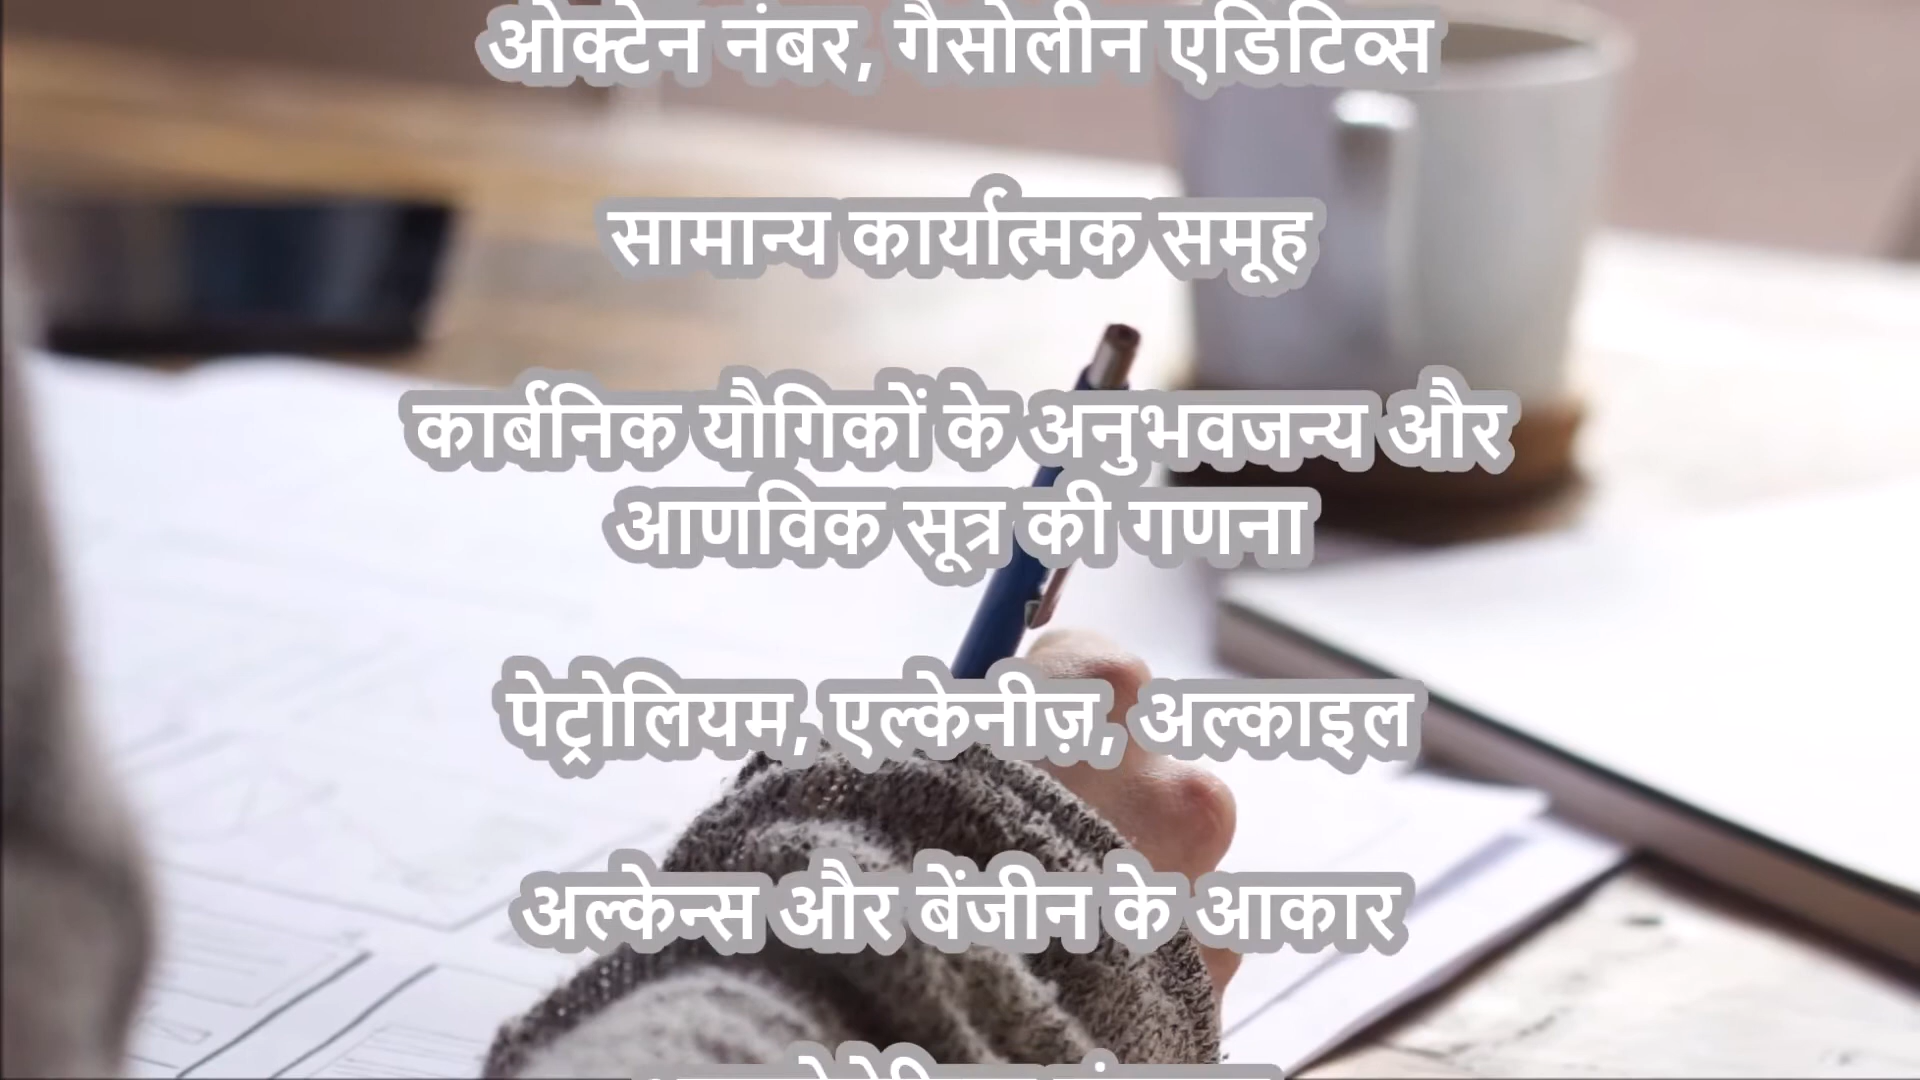 ओक्टेन नंबर, गैसोलीन एडिटिव्स
सामान्य कार्यात्मक समूह
कार्बनिक यौगिकों के अनुभवजन्य और
आणविक सूत्र की गणना
पेट्रोलियम, एल्केनीज़, अल्काइल
अल्केन्स और बेंजीन के आकार